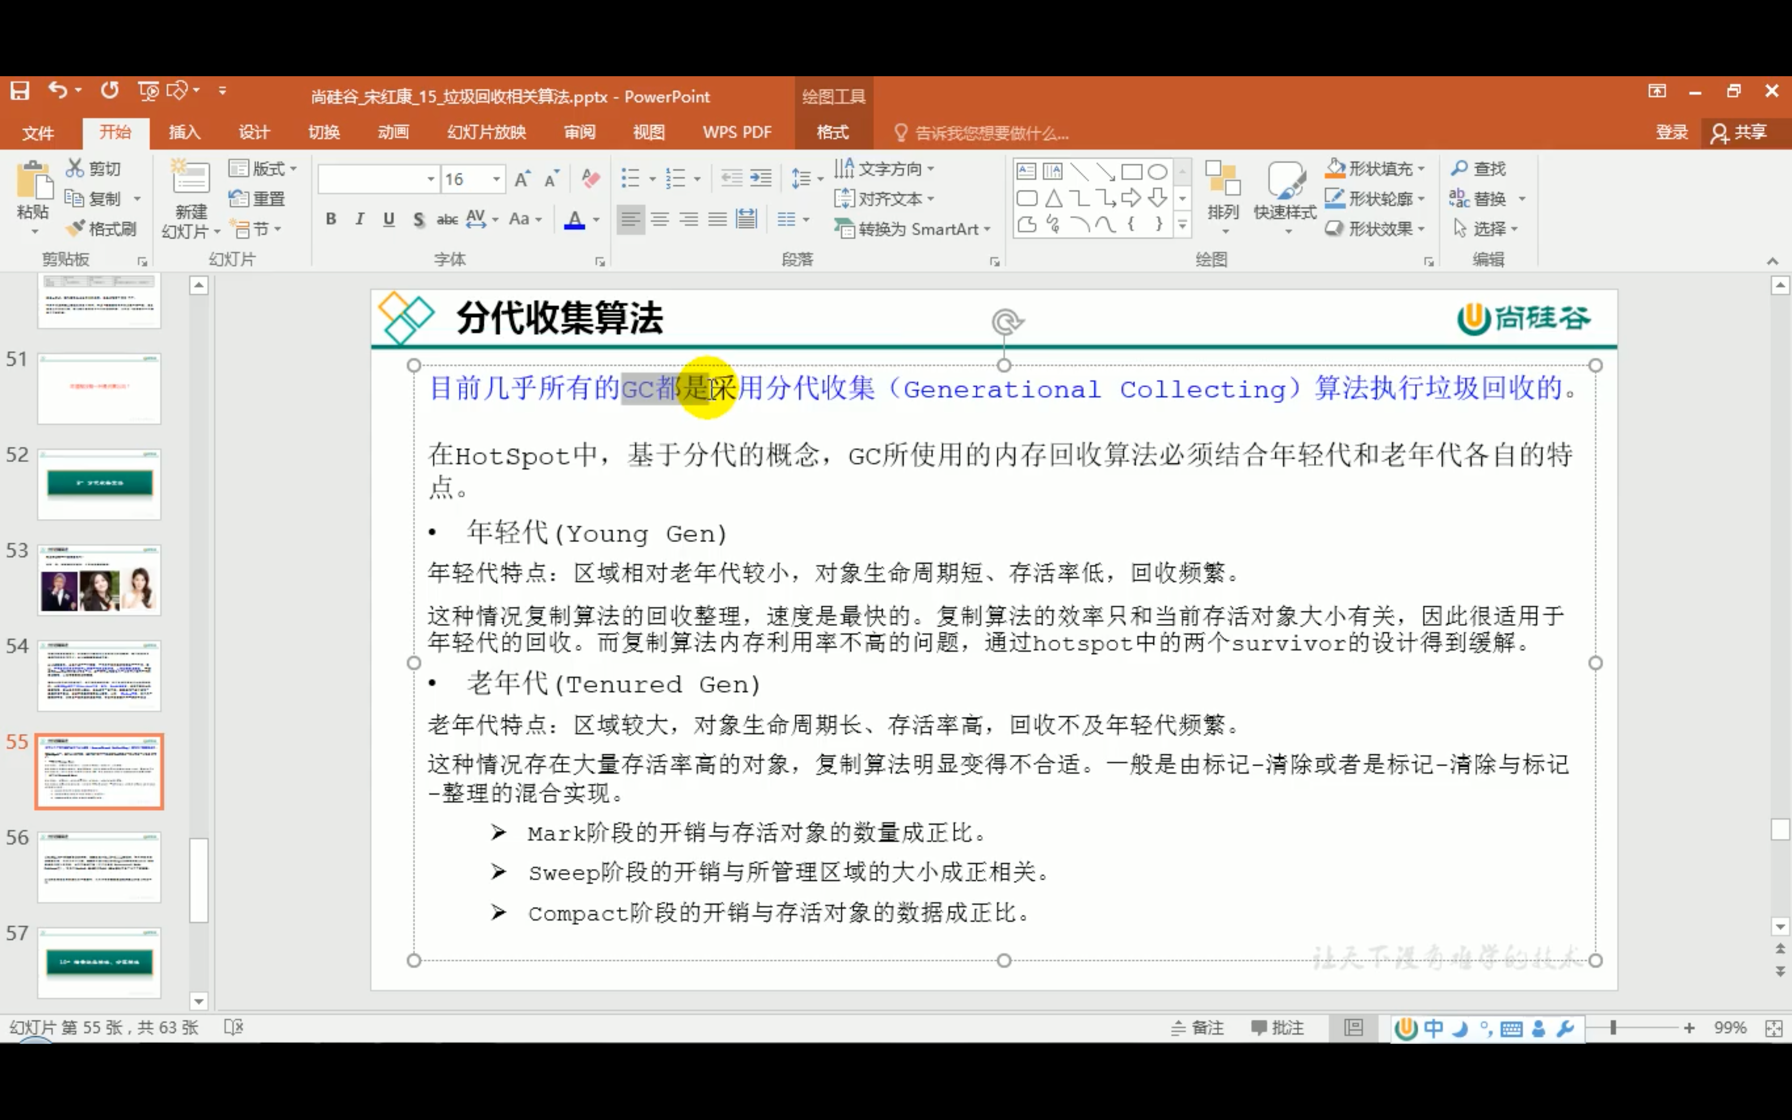 尚硅谷_宋红康_15_垃圾回收相关算法.pptx - PowerPoint
绘图工具
文件 开始 插入 设计 切换 动画 幻灯片放映 审阅 视图 WPS PDF 格式 告诉我您想要做什么... 登录 共享
粘贴 剪切 复制 格式刷 剪贴板
新建幻灯片 版式 重置 节 幻灯片
16 B I U S abc AV Aa A 字体
文字方向 对齐文本 转换为 SmartArt 段落
排列 快速样式 形状填充 形状轮廓 形状效果 绘图
查找 替换 选择 编辑
51
52
53
54
55
56
57
分代收集算法
尚硅谷
目前几乎所有的GC都是采用分代收集（Generational Collecting）算法执行垃圾回收的。
在HotSpot中，基于分代的概念，GC所使用的内存回收算法必须结合年轻代和老年代各自的特
点。
• 年轻代(Young Gen)
年轻代特点：区域相对老年代较小，对象生命周期短、存活率低，回收频繁。
这种情况复制算法的回收整理，速度是最快的。复制算法的效率只和当前存活对象大小有关，因此很适用于
年轻代的回收。而复制算法内存利用率不高的问题，通过hotspot中的两个survivor的设计得到缓解。
• 老年代(Tenured Gen)
老年代特点：区域较大，对象生命周期长、存活率高，回收不及年轻代频繁。
这种情况存在大量存活率高的对象，复制算法明显变得不合适。一般是由标记-清除或者是标记-清除与标记
-整理的混合实现。
➢ Mark阶段的开销与存活对象的数量成正比。
➢ Sweep阶段的开销与所管理区域的大小成正相关。
➢ Compact阶段的开销与存活对象的数据成正比。
让天下没有难学的技术
幻灯片 第 55 张，共 63 张
备注 批注 中 99%